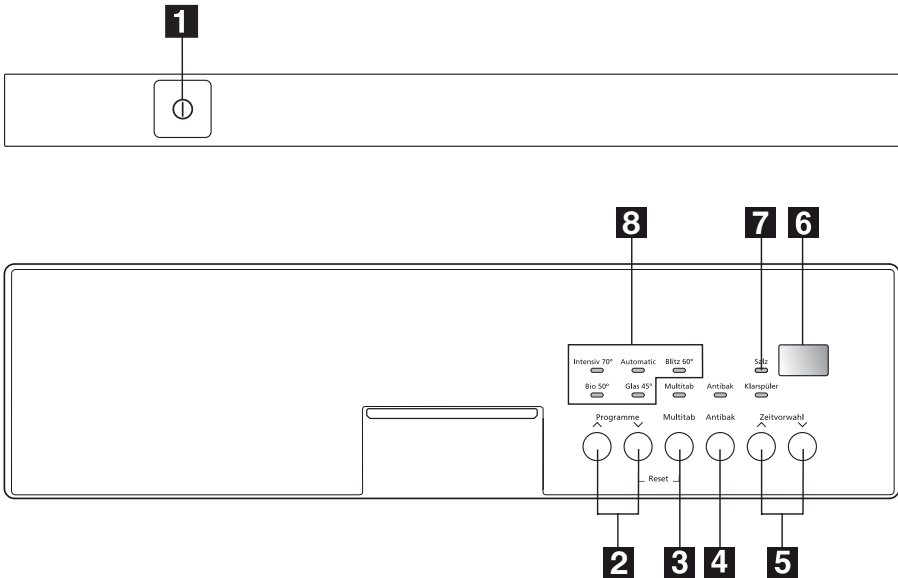 1
8 7 6
Intensiv 70° Automatic Blitz 60° Salz
Bio 50° Glas 45° Multitab Antibak Klarspüler
Programme Multitab Antibak Zeitvorwahl
Reset
2 3 4 5